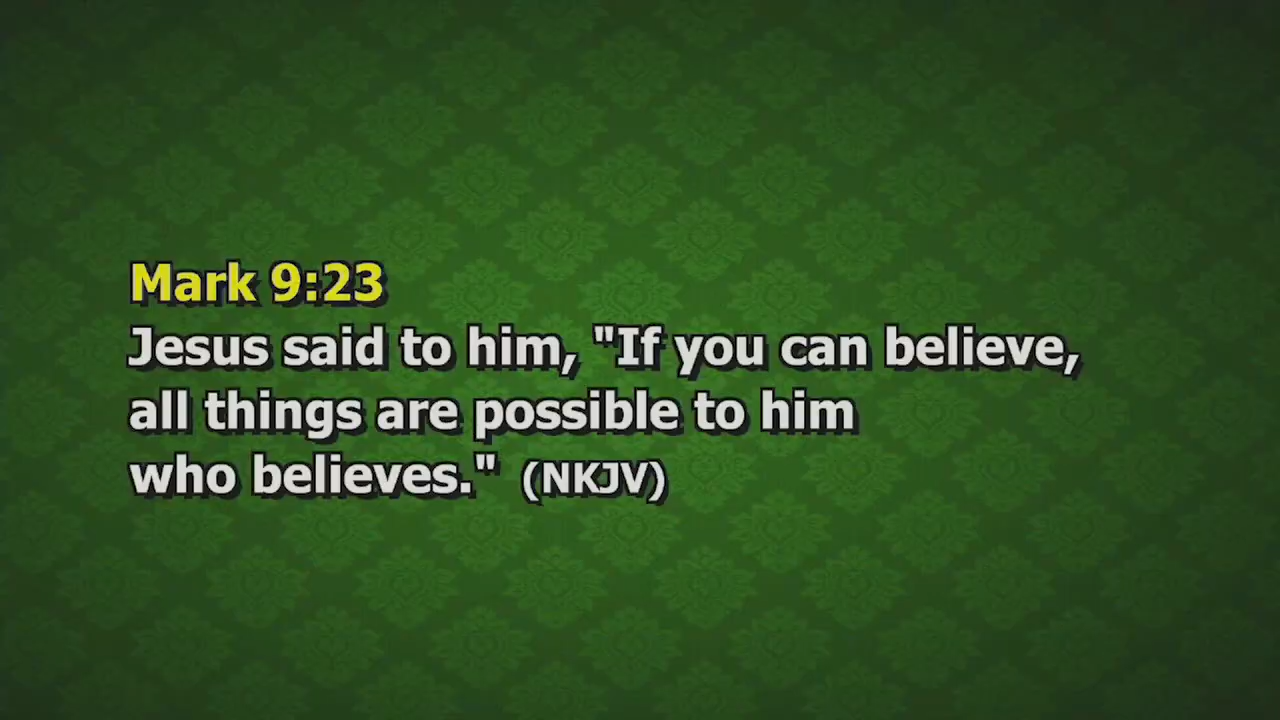 Mark 9:23
Jesus said to him, "If you can believe,
all things are possible to him
who believes." (NKJV)